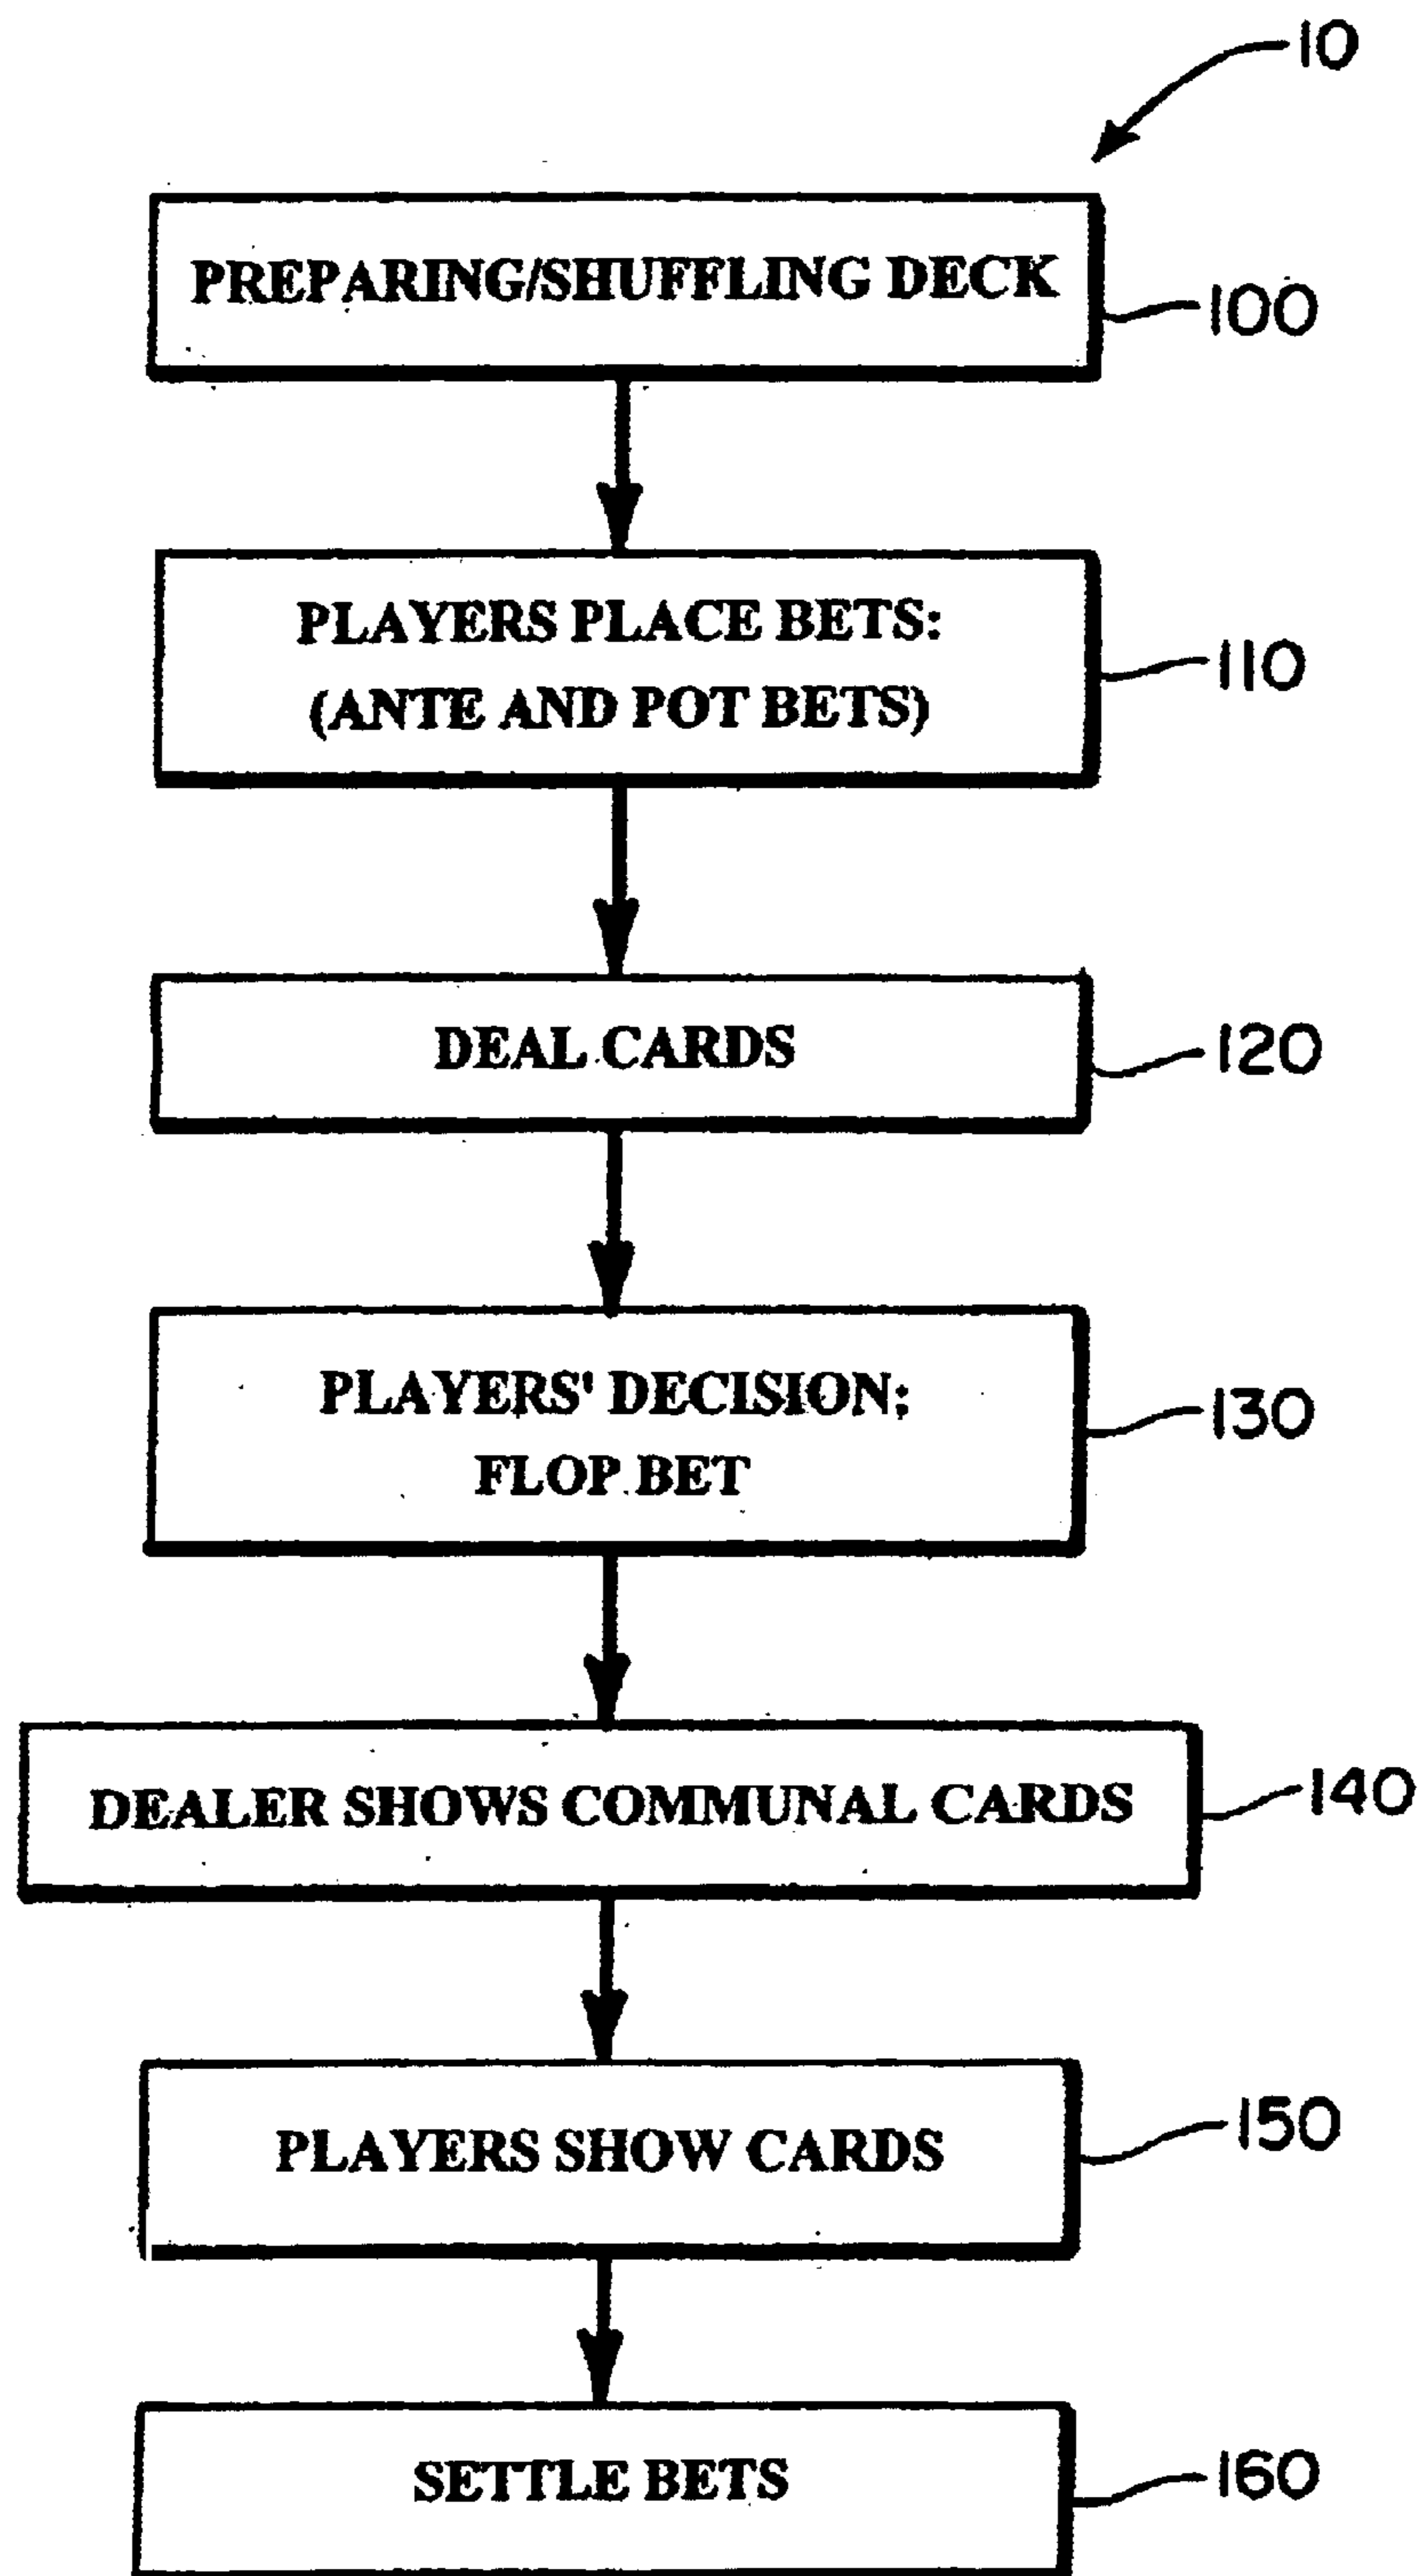 10
PREPARING/SHUFFLING DECK
100
PLAYERS PLACE BETS:
(ANTE AND POT BETS)
110
DEAL CARDS
120
PLAYERS' DECISION;
FLOP BET
130
DEALER SHOWS COMMUNAL CARDS
140
PLAYERS SHOW CARDS
150
SETTLE BETS
160